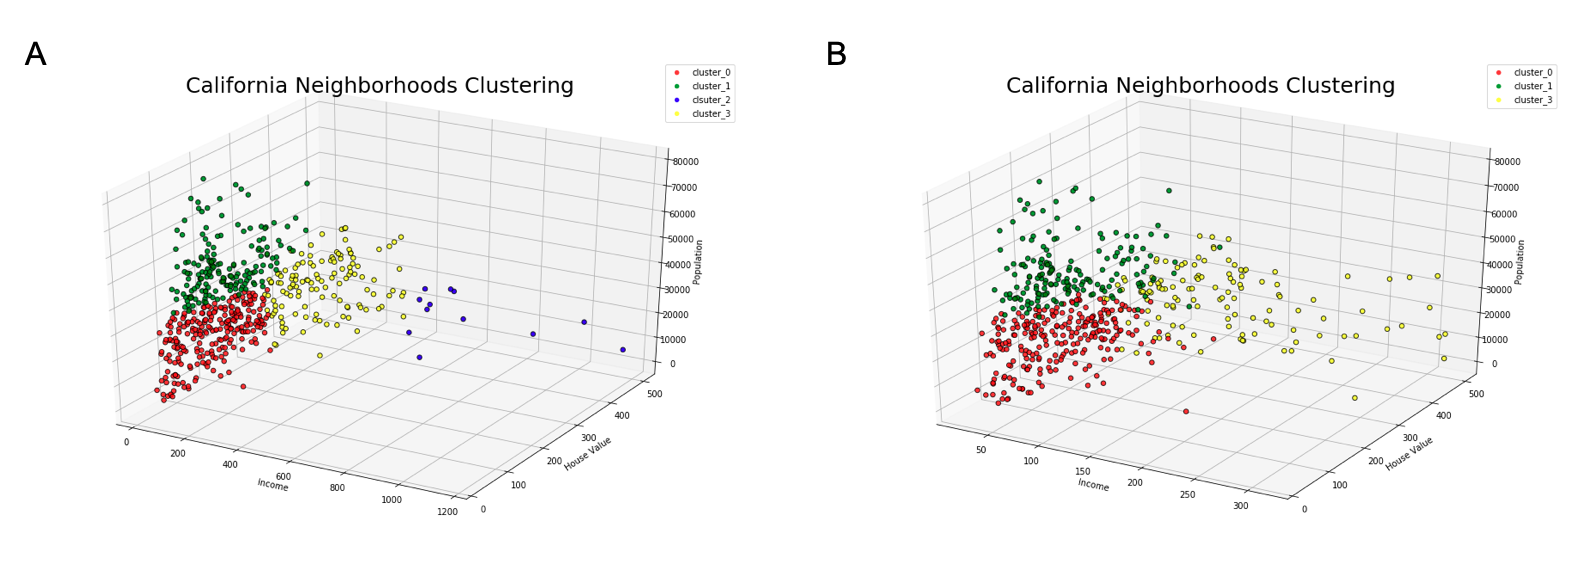 A
California Neighborhoods Clustering
cluster_0
cluster_1
clsuter_2
cluster_3
80000
70000
60000
50000
40000
30000
20000
10000
0
Population
0
200
400
600
800
1000
1200
Income
0
100
200
300
400
500
House Value
B
California Neighborhoods Clustering
cluster_0
cluster_1
cluster_3
80000
70000
60000
50000
40000
30000
20000
10000
0
Population
50
100
150
200
250
300
Income
0
100
200
300
400
500
House Value